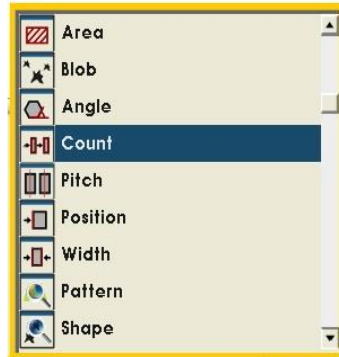 Area
Blob
Angle
Count
Pitch
Position
Width
Pattern
Shape